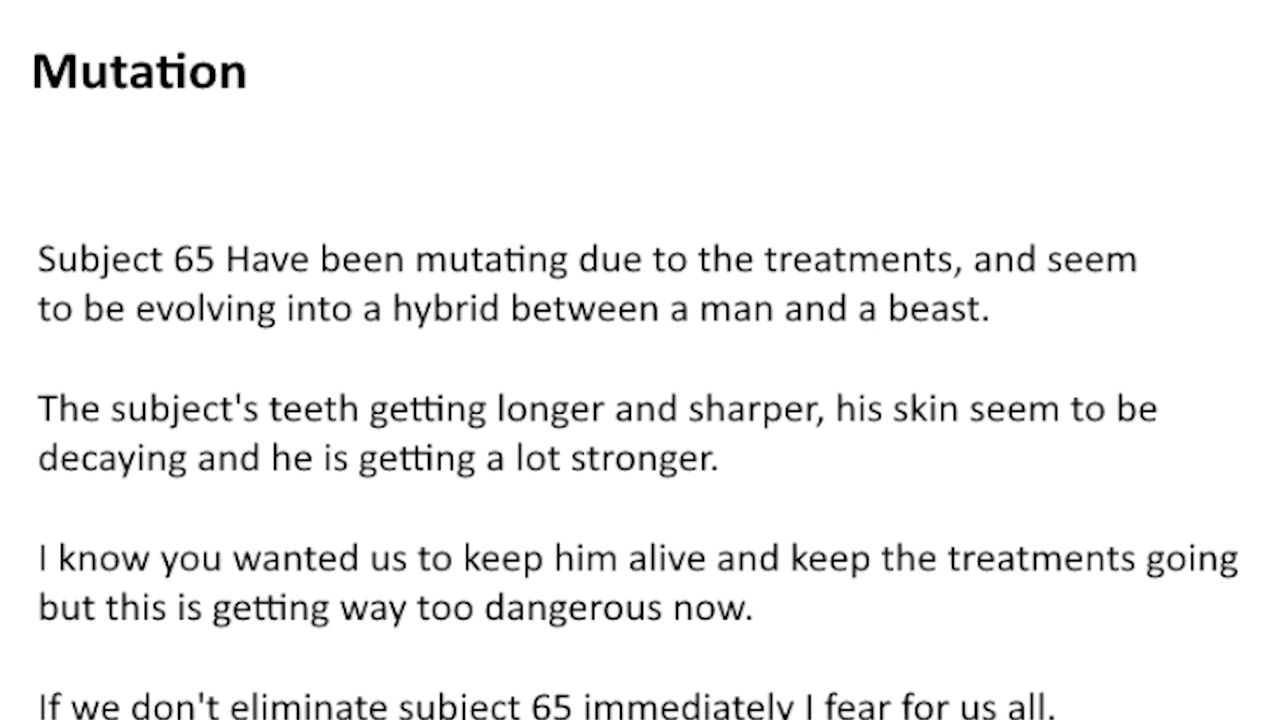 Mutation
Subject 65 Have been mutating due to the treatments, and seem
to be evolving into a hybrid between a man and a beast.
The subject's teeth getting longer and sharper, his skin seem to be
decaying and he is getting a lot stronger.
I know you wanted us to keep him alive and keep the treatments going
but this is getting way too dangerous now.
If we don't eliminate subject 65 immediately I fear for us all.